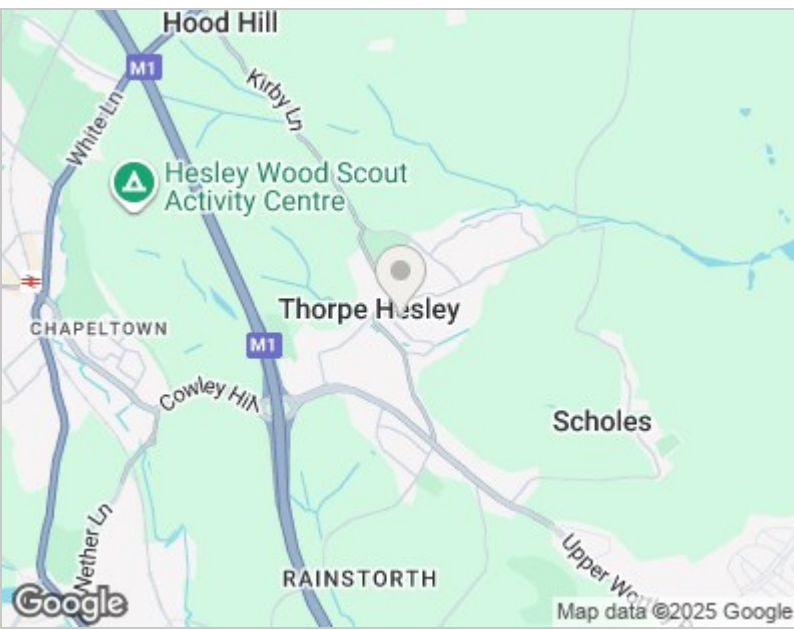 Hood Hill
M1
Kirby Ln
White Ln
Hesley Wood Scout
Activity Centre
Thorpe Hesley
CHAPELTOWN
M1
Cowley Hill
Scholes
Nether Ln
RAINSTORTH
Upper Wortley
Google
Map data ©2025 Google